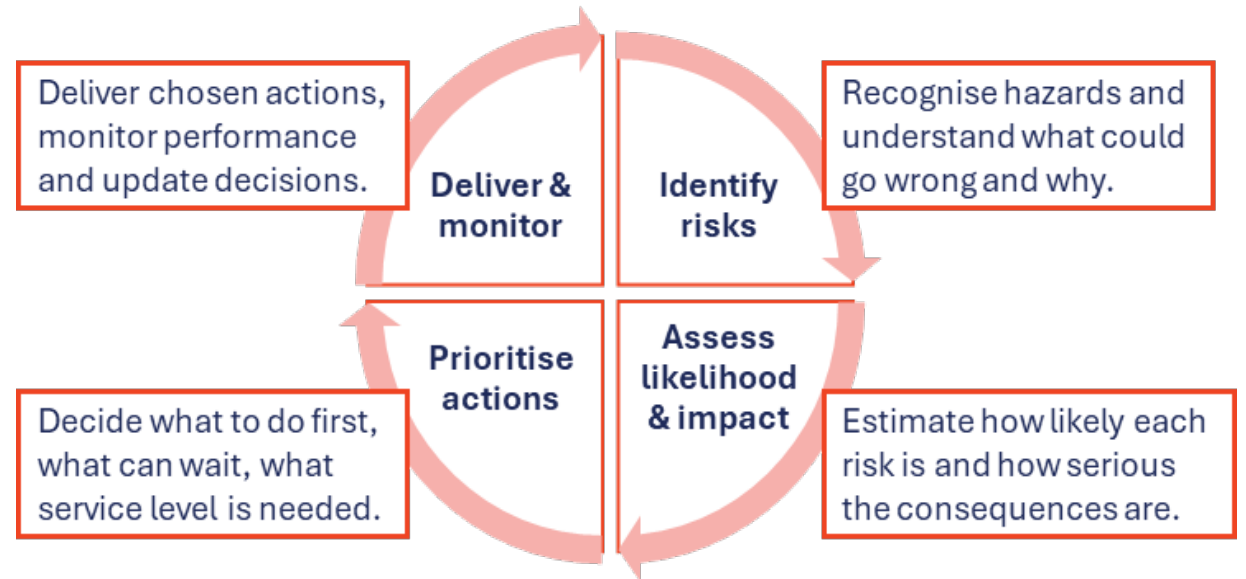 Deliver chosen actions,
monitor performance
and update decisions.
Deliver &
monitor
Identify
risks
Recognise hazards and
understand what could
go wrong and why.
Decide what to do first,
what can wait, what
service level is needed.
Prioritise
actions
Assess
likelihood
& impact
Estimate how likely each
risk is and how serious
the consequences are.